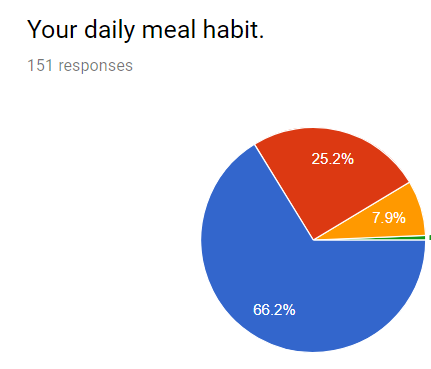 Your daily meal habit.
151 responses
25.2%
7.9%
66.2%